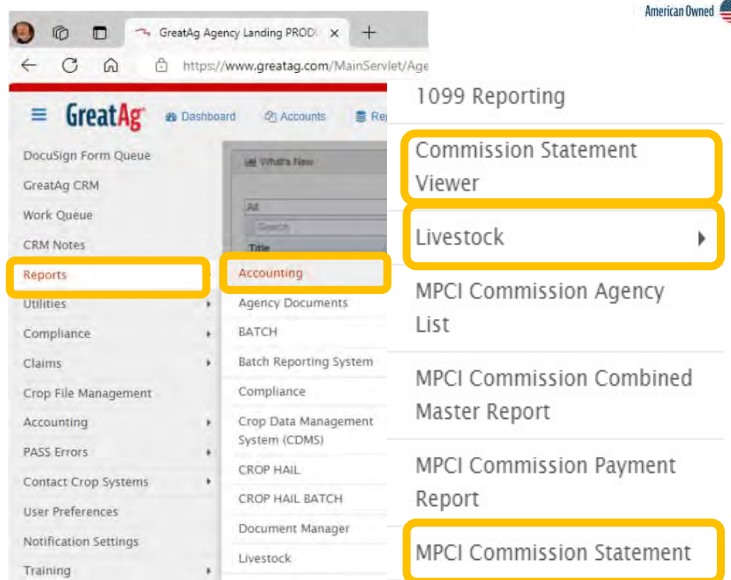 American Owned
GreatAg Agency Landing PROD
https://www.greatag.com/MainServlet/Age
GreatAg
Dashboard
Accounts
Re
DocuSign Form Queue
GreatAg CRM
Work Queue
CRM Notes
Reports
Utilities
Compliance
Claims
Crop File Management
Accounting
PASS Errors
Contact Crop Systems
User Preferences
Notification Settings
Training
What's New
All
Search
Title
Accounting
Agency Documents
BATCH
Batch Reporting System
Compliance
Crop Data Management
System (CDMS)
CROP HAIL
CROP HAIL BATCH
Document Manager
Livestock
1099 Reporting
Commission Statement
Viewer
Livestock
MPCI Commission Agency
List
MPCI Commission Combined
Master Report
MPCI Commission Payment
Report
MPCI Commission Statement